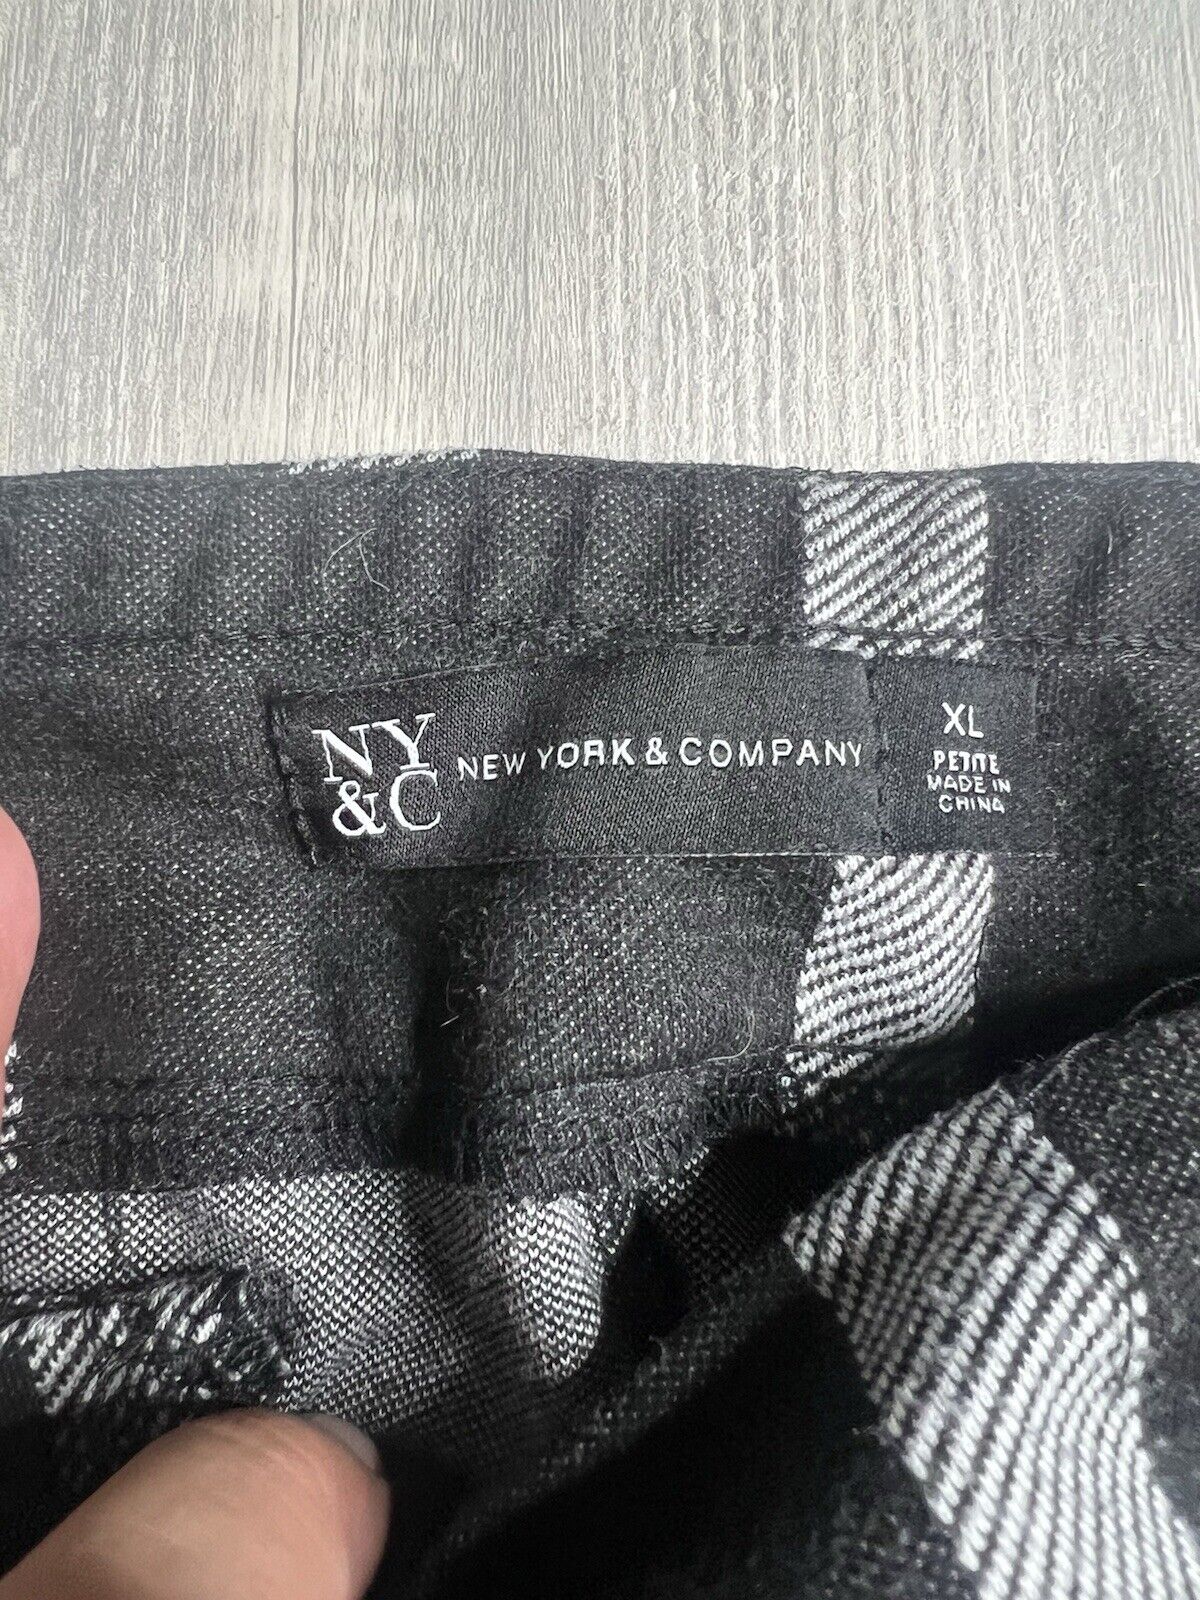 NY
&C
NEW YORK & COMPANY
XL
PETITE
MADE IN
CHINA